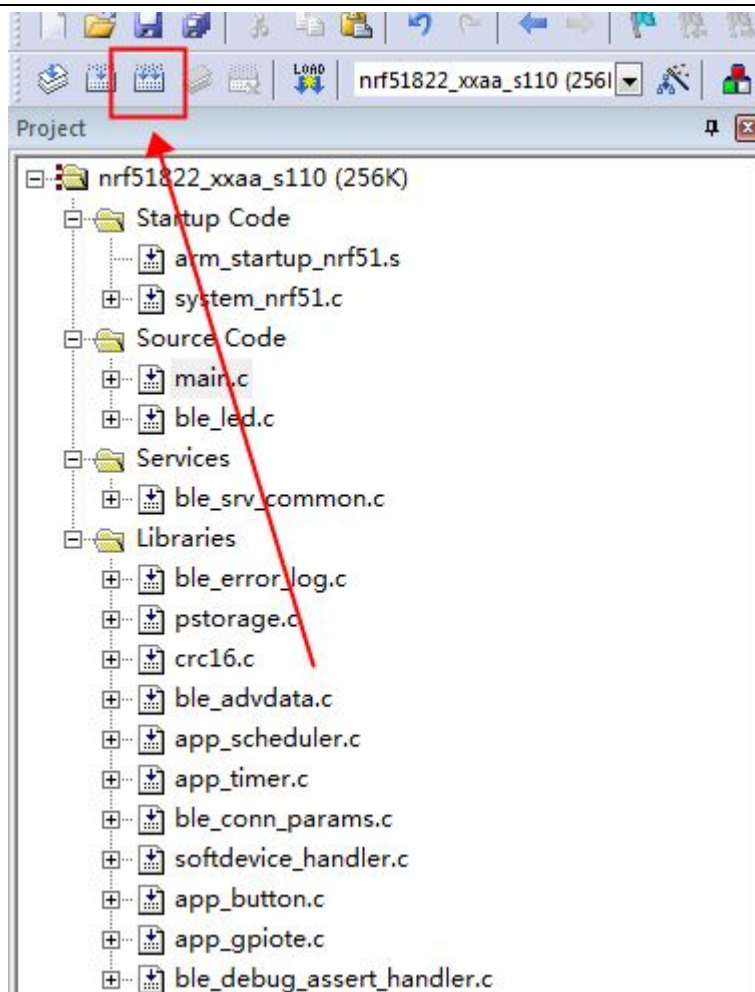 LOAD
nrf51822_xxaa_s110 (256l
Project
nrf51822_xxaa_s110 (256K)
Startup Code
arm_startup_nrf51.s
system_nrf51.c
Source Code
main.c
ble_led.c
Services
ble_srv_common.c
Libraries
ble_error_log.c
pstorage.c
crc16.c
ble_advdata.c
app_scheduler.c
app_timer.c
ble_conn_params.c
softdevice_handler.c
app_button.c
app_gpiote.c
ble_debug_assert_handler.c